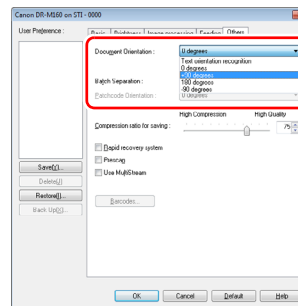 Canon DR-M160 on STI - 0000
User Preference :
Basic Brightness Image processing Feeding Others
Document Orientation : 0 degrees
Text orientation recognition
0 degrees
+90 degrees
180 degrees
-90 degrees
Batch Separation :
Patchcode Orientation : 0 degrees
High Compression High Quality
Compression ratio for saving : 75
Rapid recovery system
Prescan
Use MultiStream
Barcodes...
Save(V)...
Delete(J)
Restore(I)...
Back Up(X)...
OK Cancel Default Help